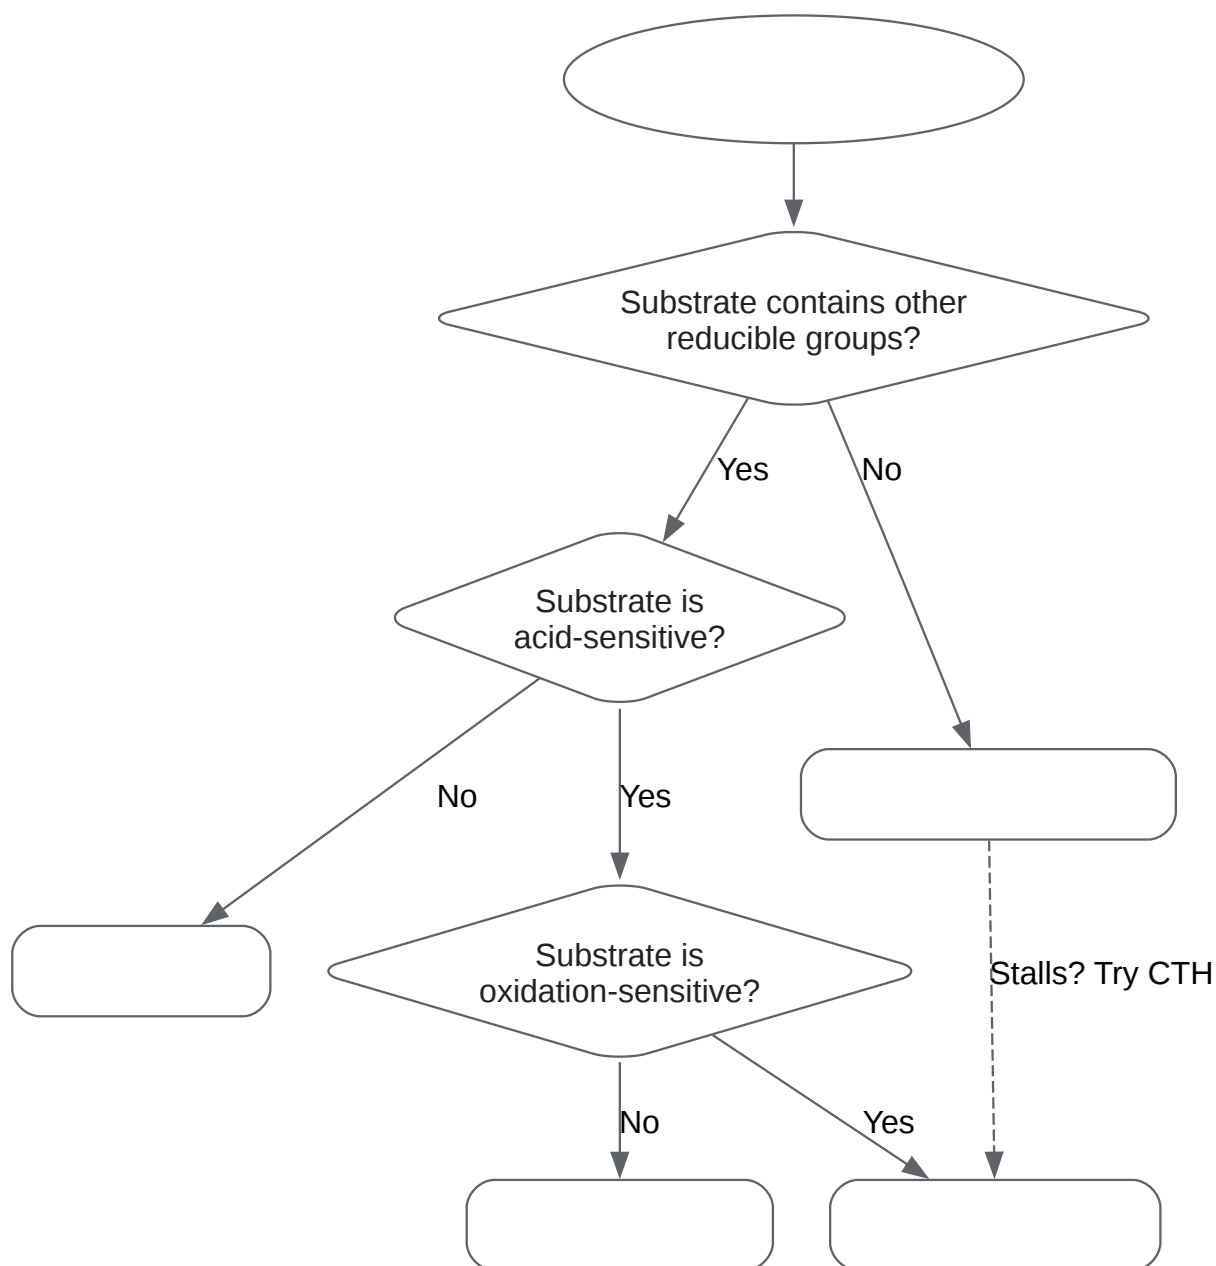 Substrate contains other
reducible groups?
Yes
No
Substrate is
acid-sensitive?
No
Yes
Substrate is
oxidation-sensitive?
Stalls? Try CTH
No
Yes